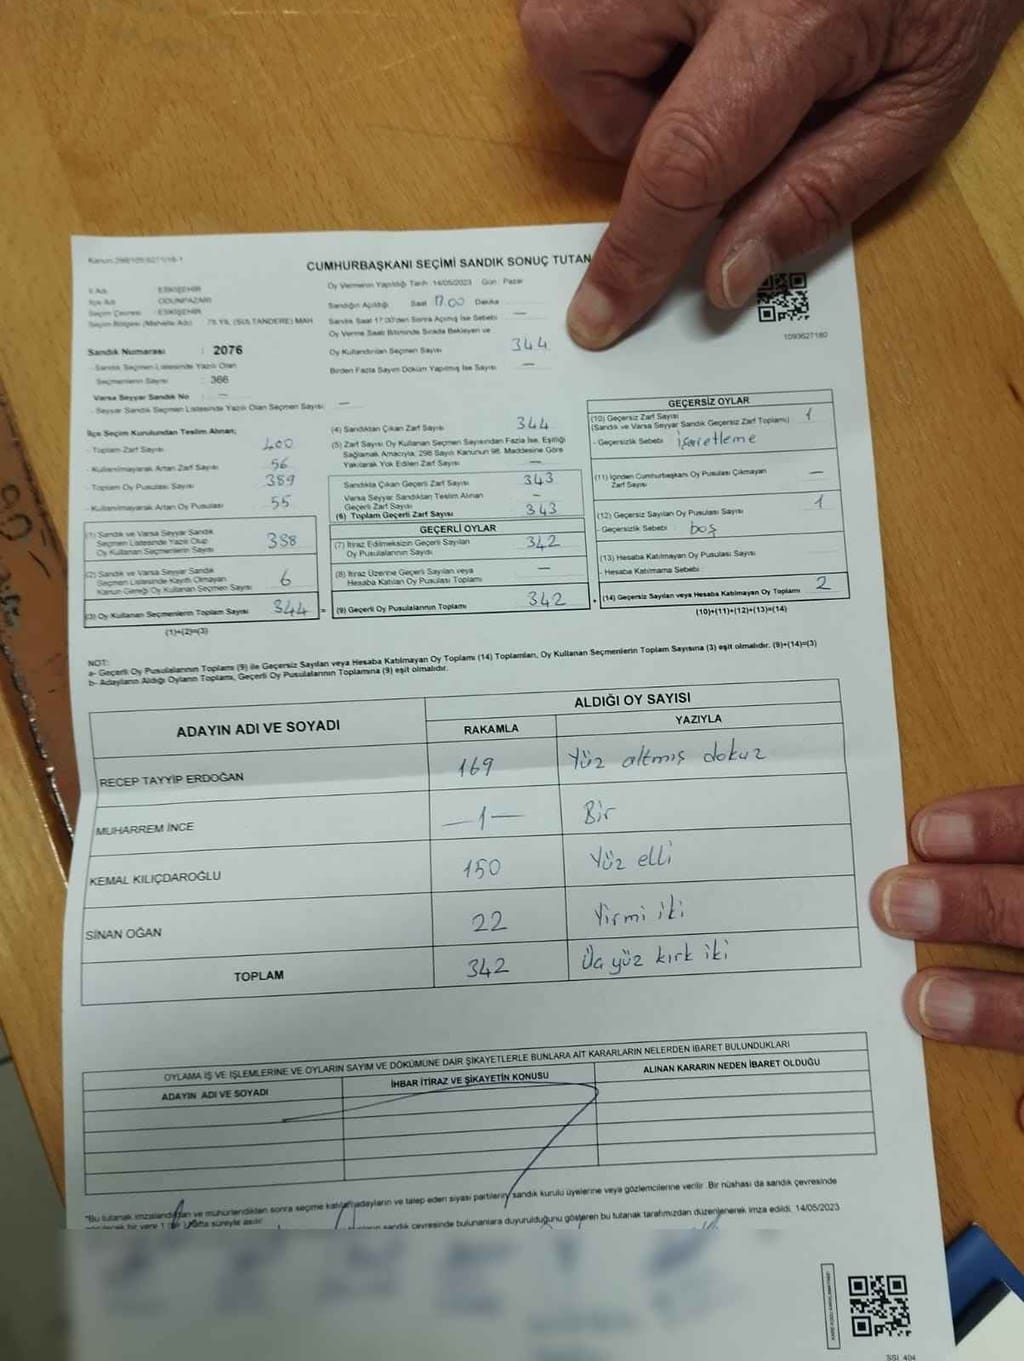 CUMHURBAŞKANI SEÇİMİ SANDIK SONUÇ TUTAN
İl Adı ESKİŞEHİR
İlçe Adı ODUNPAZARI
Seçim Çevresi ESKİŞEHİR
Seçim Bölgesi (Mahalle Adı) 75.YIL (SULTANDERE) MAH
Sandık Numarası : 2076
Sandık Seçmen Listesinde Yazılı Olan
Seçmenlerin Sayısı : 366
Varsa Seyyar Sandık No : —
- Seyyar Sandık Seçmen Listesinde Yazılı Olan Seçmen Sayısı : —
Oy Vermenin Yapıldığı Tarih :14/05/2023 Gün : Pazar
Sandığın Açıldığı Saat 17.00 Dakika
Sandık Saat 17:00'den Sonra Açılmış İse Sebebi —
Oy Verme Saati Bitiminde Sırada Bekleyen ve
Oy Kullandırılan Seçmen Sayısı 344
Birden Fazla Sayım Döküm Yapılmış İse Sayısı —
1093627180
İlçe Seçim Kurulundan Teslim Alınan;
- Toplam Zarf Sayısı 400
- Kullanılmayarak Artan Zarf Sayısı 56
- Toplam Oy Pusulası Sayısı 389
- Kullanılmayarak Artan Oy Pusulası 55
(1) Sandık ve Varsa Seyyar Sandık
Seçmen Listesinde Yazılı Olup
Oy Kullanan Seçmenlerin Sayısı 338
(2) Sandık ve Varsa Seyyar Sandık
Seçmen Listesinde Kayıtlı Olmayan
Kanun Gereği Oy Kullanan Seçmen Sayısı 6
(3) Oy Kullanan Seçmenlerin Toplam Sayısı 344 =
(1)+(2)=(3)
(4) Sandıktan Çıkan Zarf Sayısı 344
(5) Zarf Sayısı Oy Kullanan Seçmen Sayısından Fazla İse, Eşitliği
Sağlamak Amacıyla; 298 Sayılı Kanunun 98. Maddesine Göre
Yakılarak Yok Edilen Zarf Sayısı —
Sandıkta Çıkan Geçerli Zarf Sayısı 343
Varsa Seyyar Sandıktan Teslim Alınan
Geçerli Zarf Sayısı —
(6) Toplam Geçerli Zarf Sayısı 343
GEÇERLİ OYLAR
(7) İtiraz Edilmeksizin Geçerli Sayılan
Oy Pusulalarının Sayısı 342
(8) İtiraz Üzerine Geçerli Sayılan veya
Hesaba Katılan Oy Pusulası Toplamı —
(9) Geçerli Oy Pusulalarının Toplamı 342 +
GEÇERSİZ OYLAR
(10) Geçersiz Zarf Sayısı
(Sandık ve Varsa Seyyar Sandık Geçersiz Zarf Toplamı) 1
- Geçersizlik Sebebi : işaretleme
(11) İçinden Cumhurbaşkanı Oy Pusulası Çıkmayan
Zarf Sayısı —
(12) Geçersiz Sayılan Oy Pusulası Sayısı 1
- Geçersizlik Sebebi : boş
(13) Hesaba Katılmayan Oy Pusulası Sayısı
- Hesaba Katılmama Sebebi :
(14) Geçersiz Sayılan veya Hesaba Katılmayan Oy Toplamı 2
(10)+(11)+(12)+(13)=(14)
NOT:
a- Geçerli Oy Pusulalarının Toplamı (9) ile Geçersiz Sayılan veya Hesaba Katılmayan Oy Toplamı (14) Toplamları, Oy Kullanan Seçmenlerin Toplam Sayısına (3) eşit olmalıdır. (9)+(14)=(3)
b- Adayların Aldığı Oyların Toplamı, Geçerli Oy Pusulalarının Toplamına (9) eşit olmalıdır.
ADAYIN ADI VE SOYADI ALDIĞI OY SAYISI
RAKAMLA YAZIYLA
RECEP TAYYİP ERDOĞAN 169 Yüz altmış dokuz
MUHARREM İNCE —1— Bir
KEMAL KILIÇDAROĞLU 150 Yüz elli
SİNAN OĞAN 22 Yirmi iki
TOPLAM 342 Üç yüz kırk iki
OYLAMA İŞ VE İŞLEMLERİNE VE OYLARIN SAYIM VE DÖKÜMÜNE DAİR ŞİKAYETLERLE BUNLARA AİT KARARLARIN NELERDEN İBARET BULUNDUKLARI
ADAYIN ADI VE SOYADI İHBAR İTİRAZ VE ŞİKAYETİN KONUSU ALINAN KARARIN NEDEN İBARET OLDUĞU
"Bu tutanak imzalandıktan ve mühürlendikten sonra seçime katılan adayların ve talep eden siyasi partilerin sandık kurulu üyelerine veya gözlemcilerine verilir. Bir nüshası da sandık çevresinde
bir yere 1 bir hafta süreyle asılır. sandık çevresinde bulunanlara duyurulduğunu gösteren bu tutanak tarafımızdan düzenlenerek imza edildi. 14/05/2023
SSİ 404